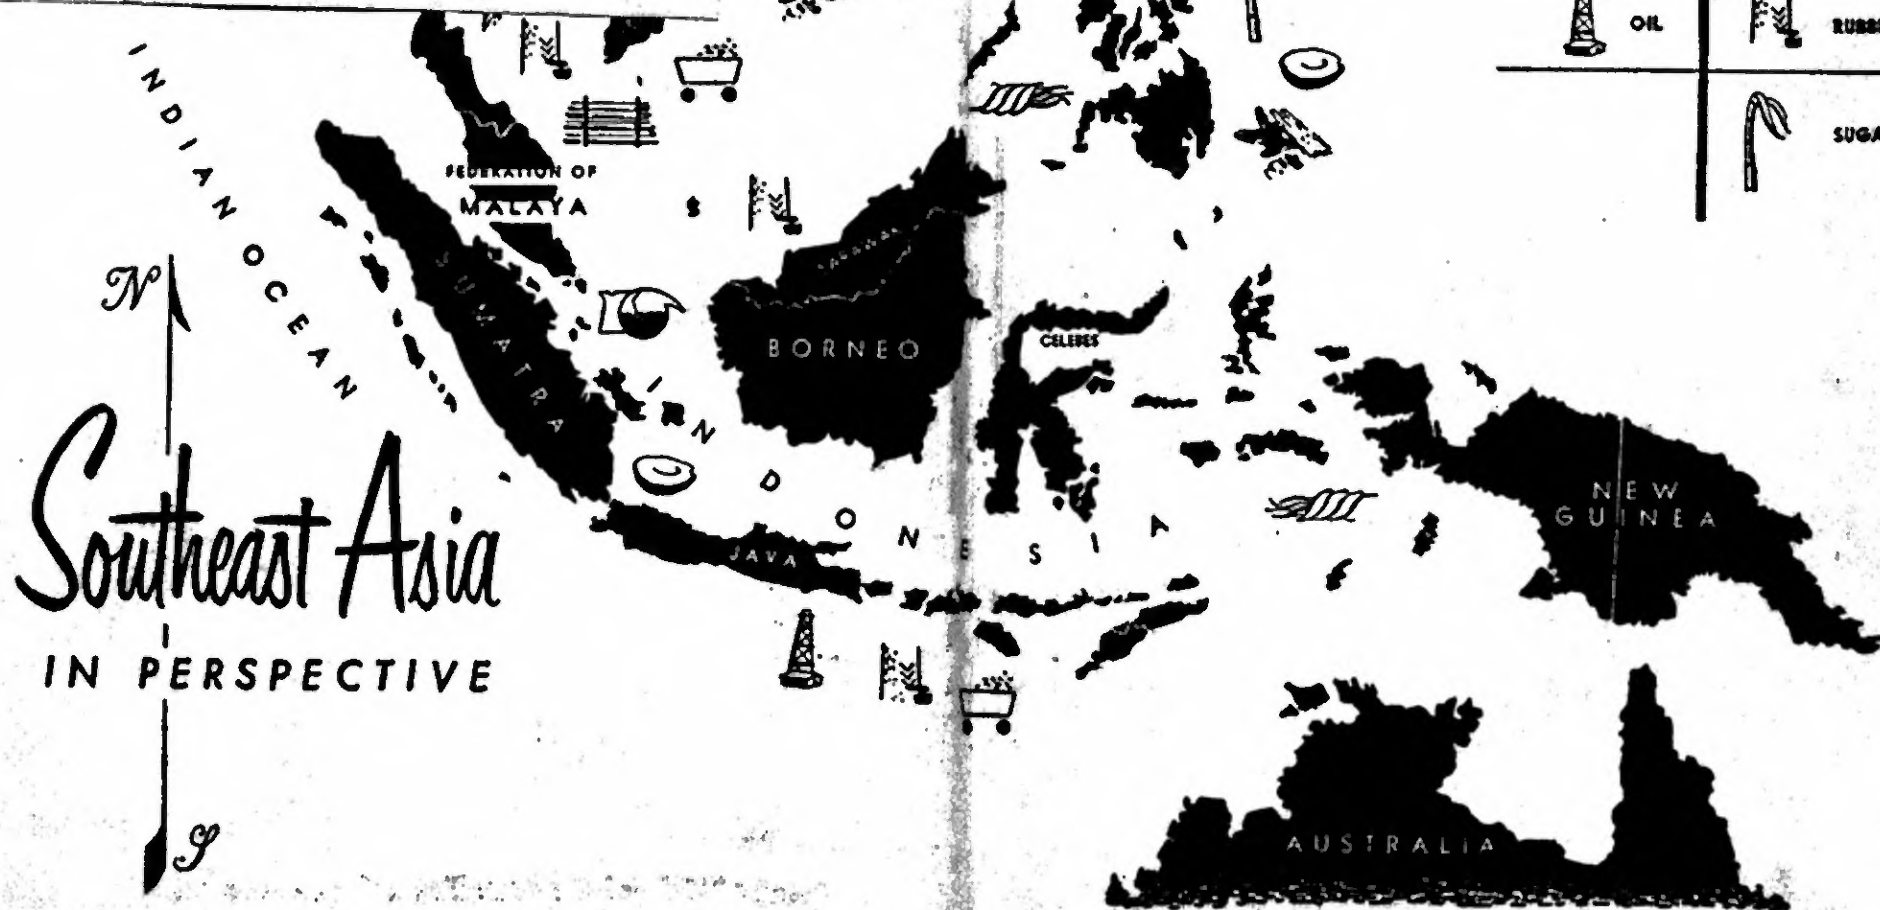 OIL
SUGA
INDIAN OCEAN
FEDERATION OF
MALAYA
SARAWAK
SUMATRA
BORNEO
CELEBES
INDONESIA
JAVA
NEW
GUINEA
N
Southeast Asia
IN PERSPECTIVE
S
AUSTRALIA